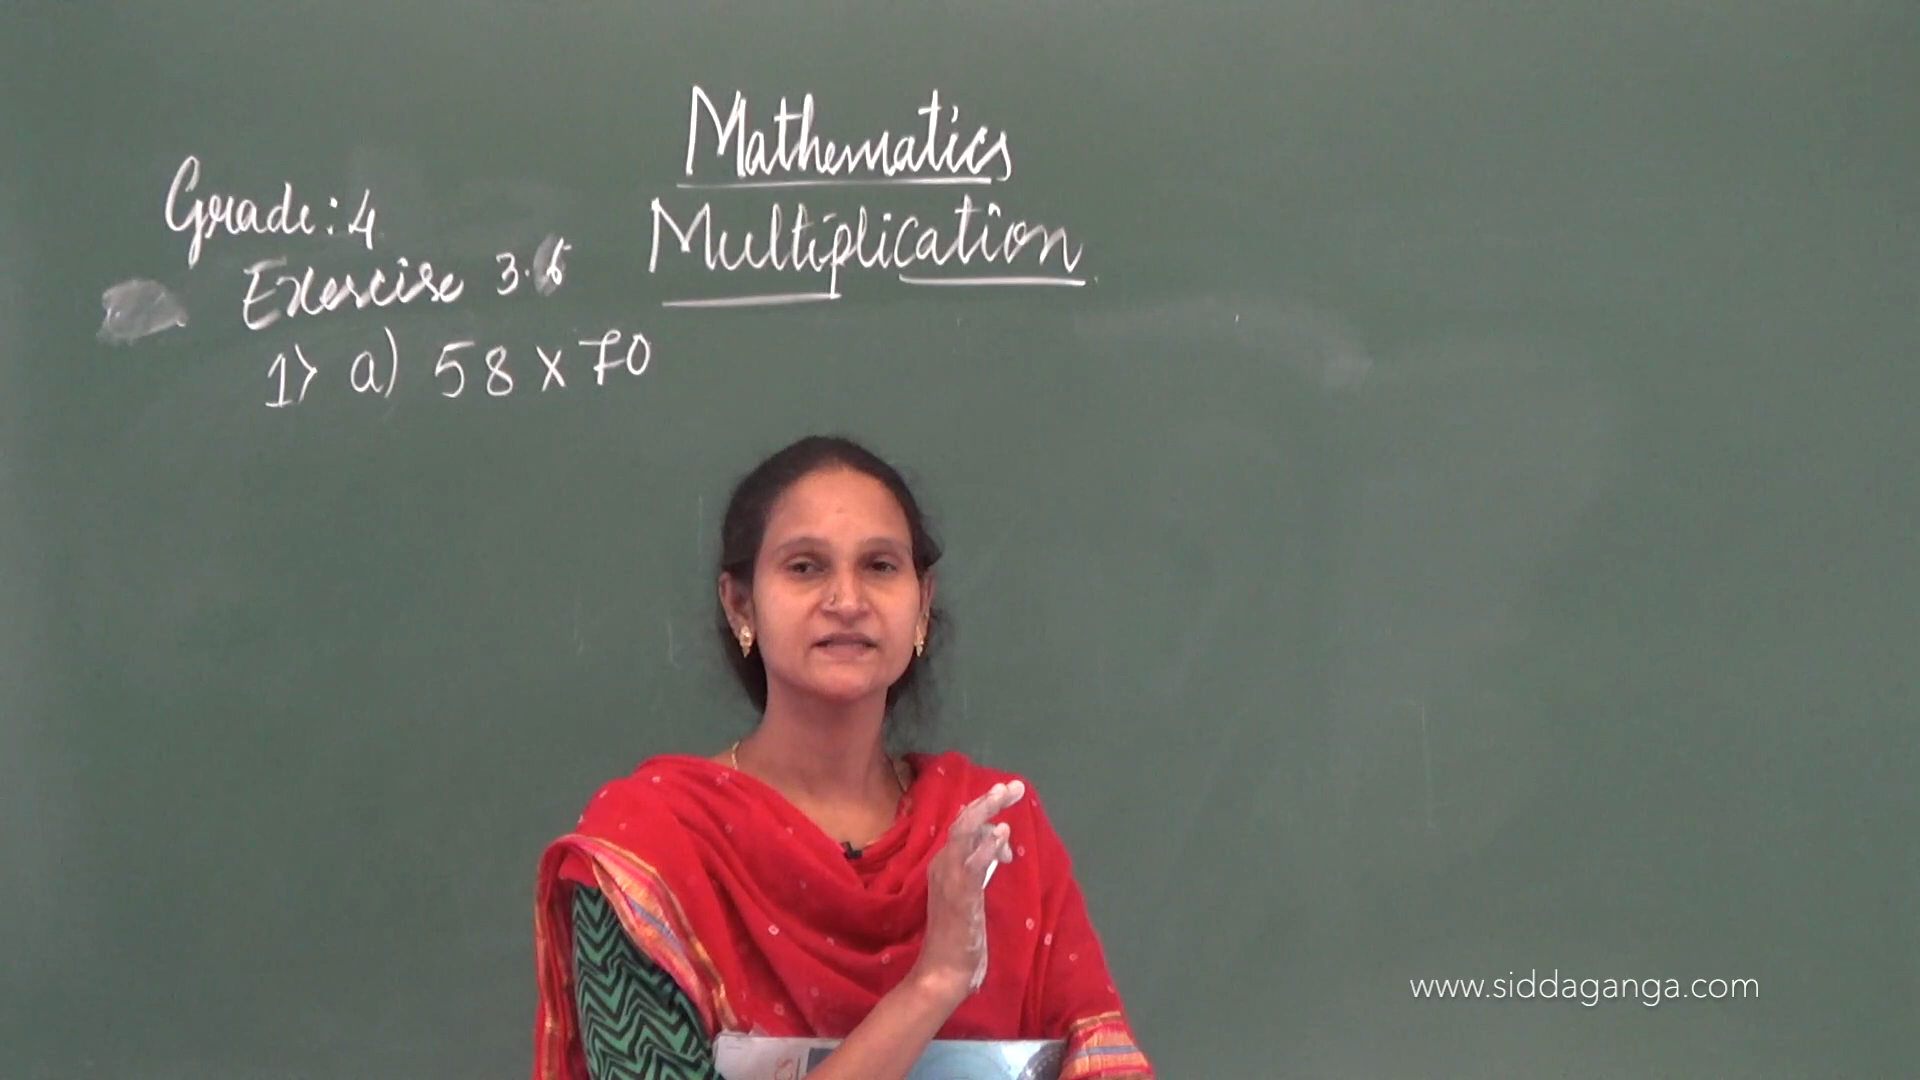 Mathematics
Multiplication
Grade: 4
Exercise 3.6
1> a) 58 x 70
www.siddaganga.com